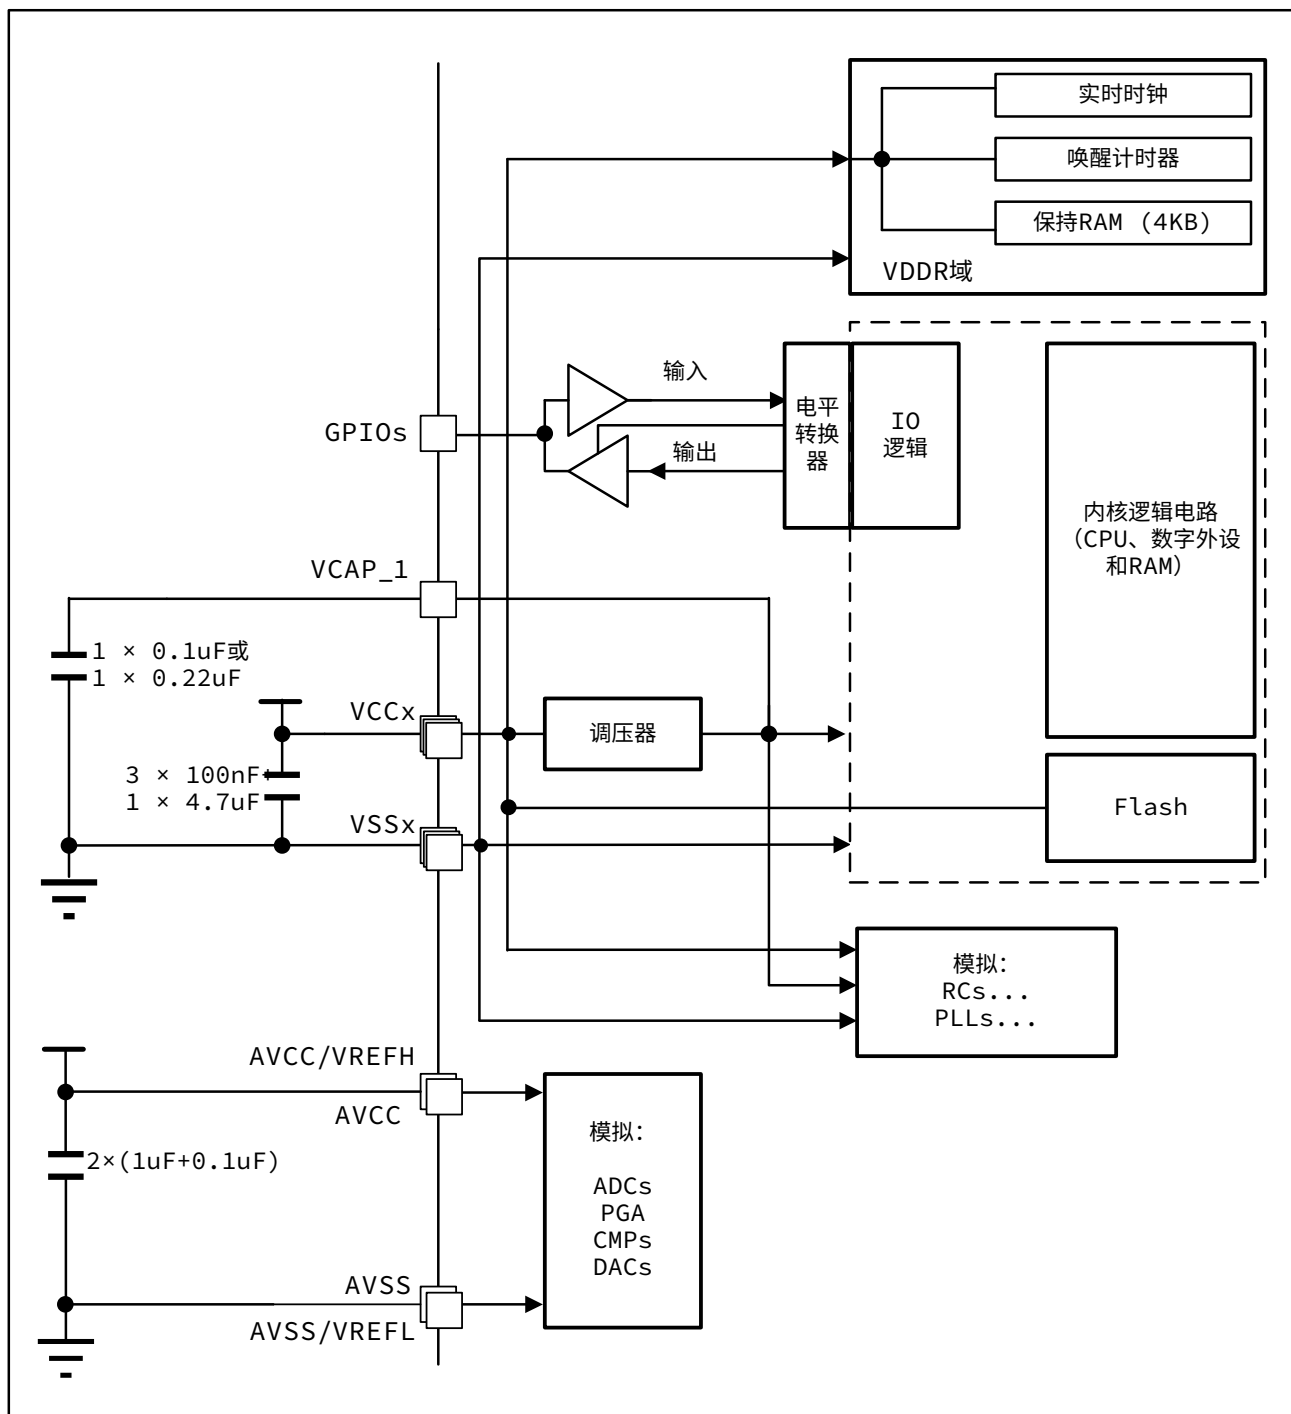 实时时钟
唤醒计时器
保持RAM (4KB)
VDDR域
输入
电平
转换
器
IO
逻辑
GPIOs
输出
内核逻辑电路
（CPU、数字外设
和RAM）
VCAP_1
1 × 0.1uF或
1 × 0.22uF
VCCx
调压器
3 × 100nF+
1 × 4.7uF
VSSx
Flash
模拟：
RCs...
PLLs...
AVCC/VREFH
AVCC
2×(1uF+0.1uF)
模拟：
ADCs
PGA
CMPs
DACs
AVSS
AVSS/VREFL